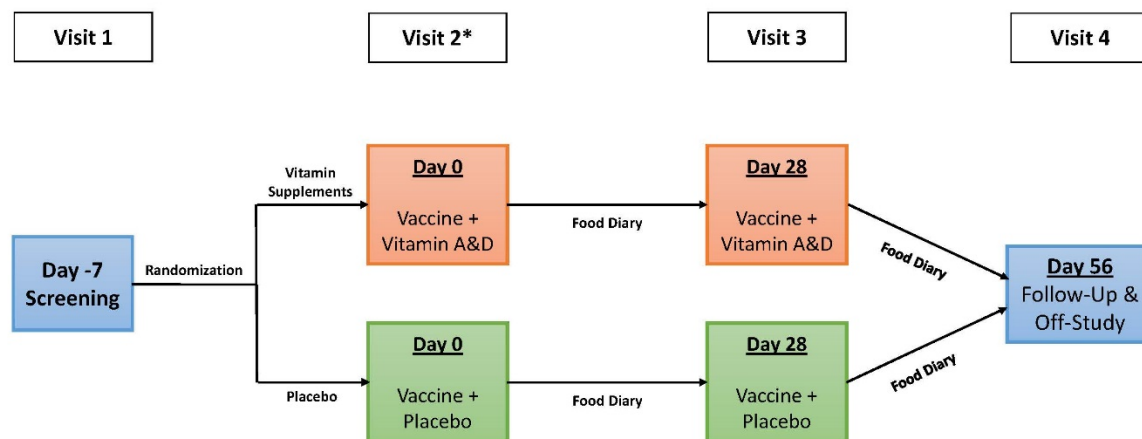 Visit 1
Visit 2*
Visit 3
Visit 4
Day -7
Screening
Randomization
Vitamin
Supplements
Placebo
Day 0
Vaccine +
Vitamin A&D
Food Diary
Day 28
Vaccine +
Vitamin A&D
Food Diary
Day 0
Vaccine +
Placebo
Food Diary
Day 28
Vaccine +
Placebo
Food Diary
Day 56
Follow-Up &
Off-Study